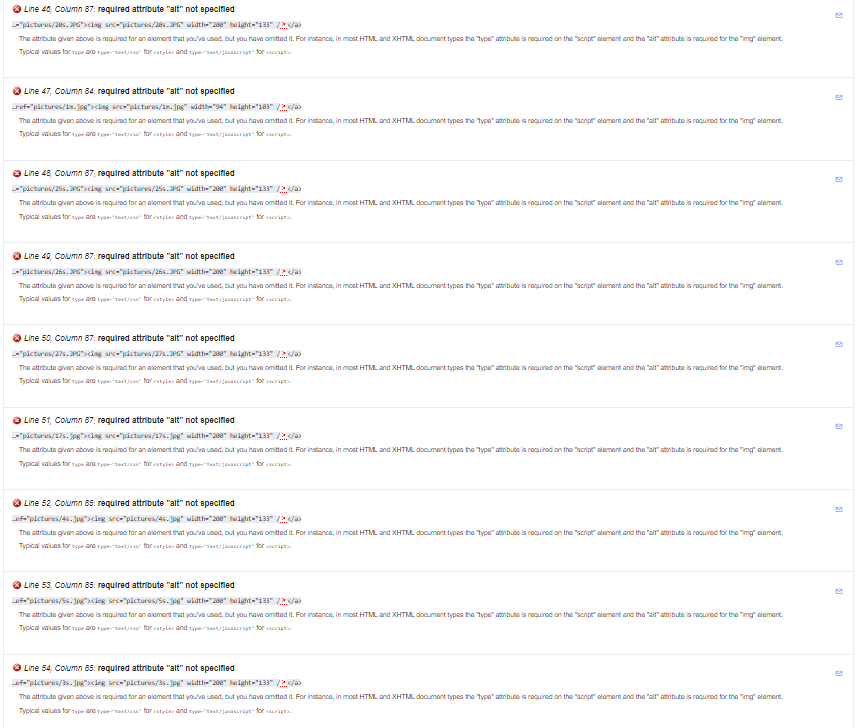 Line 46, Column 87: required attribute "alt" not specified
…="pictures/20s.JPG"><img src="pictures/20s.JPG" width="200" height="133" /></a>
The attribute given above is required for an element that you've used, but you have omitted it. For instance, in most HTML and XHTML document types the "type" attribute is required on the "script" element and the "alt" attribute is required for the "img" element.
Typical values for type are type="text/css" for <style> and type="text/javascript" for <script>.
Line 47, Column 84: required attribute "alt" not specified
…ref="pictures/1m.jpg"><img src="pictures/1m.jpg" width="94" height="103" /></a>
The attribute given above is required for an element that you've used, but you have omitted it. For instance, in most HTML and XHTML document types the "type" attribute is required on the "script" element and the "alt" attribute is required for the "img" element.
Typical values for type are type="text/css" for <style> and type="text/javascript" for <script>.
Line 48, Column 87: required attribute "alt" not specified
…="pictures/25s.JPG"><img src="pictures/25s.JPG" width="200" height="133" /></a>
The attribute given above is required for an element that you've used, but you have omitted it. For instance, in most HTML and XHTML document types the "type" attribute is required on the "script" element and the "alt" attribute is required for the "img" element.
Typical values for type are type="text/css" for <style> and type="text/javascript" for <script>.
Line 49, Column 87: required attribute "alt" not specified
…="pictures/26s.JPG"><img src="pictures/26s.JPG" width="200" height="133" /></a>
The attribute given above is required for an element that you've used, but you have omitted it. For instance, in most HTML and XHTML document types the "type" attribute is required on the "script" element and the "alt" attribute is required for the "img" element.
Typical values for type are type="text/css" for <style> and type="text/javascript" for <script>.
Line 50, Column 87: required attribute "alt" not specified
…="pictures/27s.JPG"><img src="pictures/27s.JPG" width="200" height="133" /></a>
The attribute given above is required for an element that you've used, but you have omitted it. For instance, in most HTML and XHTML document types the "type" attribute is required on the "script" element and the "alt" attribute is required for the "img" element.
Typical values for type are type="text/css" for <style> and type="text/javascript" for <script>.
Line 51, Column 87: required attribute "alt" not specified
…="pictures/17s.jpg"><img src="pictures/17s.jpg" width="200" height="133" /></a>
The attribute given above is required for an element that you've used, but you have omitted it. For instance, in most HTML and XHTML document types the "type" attribute is required on the "script" element and the "alt" attribute is required for the "img" element.
Typical values for type are type="text/css" for <style> and type="text/javascript" for <script>.
Line 52, Column 85: required attribute "alt" not specified
…ef="pictures/4s.jpg"><img src="pictures/4s.jpg" width="200" height="133" /></a>
The attribute given above is required for an element that you've used, but you have omitted it. For instance, in most HTML and XHTML document types the "type" attribute is required on the "script" element and the "alt" attribute is required for the "img" element.
Typical values for type are type="text/css" for <style> and type="text/javascript" for <script>.
Line 53, Column 85: required attribute "alt" not specified
…ef="pictures/5s.jpg"><img src="pictures/5s.jpg" width="200" height="133" /></a>
The attribute given above is required for an element that you've used, but you have omitted it. For instance, in most HTML and XHTML document types the "type" attribute is required on the "script" element and the "alt" attribute is required for the "img" element.
Typical values for type are type="text/css" for <style> and type="text/javascript" for <script>.
Line 54, Column 85: required attribute "alt" not specified
…ef="pictures/3s.jpg"><img src="pictures/3s.jpg" width="200" height="133" /></a>
The attribute given above is required for an element that you've used, but you have omitted it. For instance, in most HTML and XHTML document types the "type" attribute is required on the "script" element and the "alt" attribute is required for the "img" element.
Typical values for type are type="text/css" for <style> and type="text/javascript" for <script>.